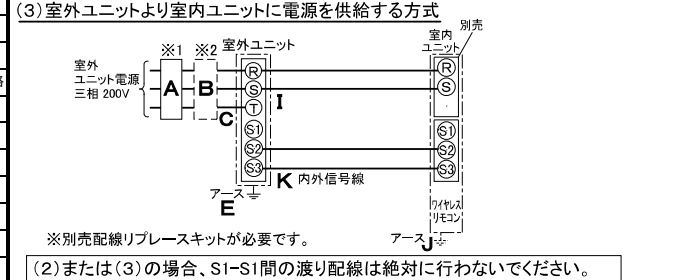 (3)室外ユニットより室内ユニットに電源を供給する方式
別売
室内
ユニット
※1 ※2 室外ユニット
室外
ユニット電源
三相 200V
A B C
R S T S1 S2 S3
I
R S S1 S2 S3
K 内外信号線
アース
E
ワイヤレス
リモコン
アース J
※別売配線リプレースキットが必要です。
(2)または(3)の場合、S1-S1間の渡り配線は絶対に行わないでください。